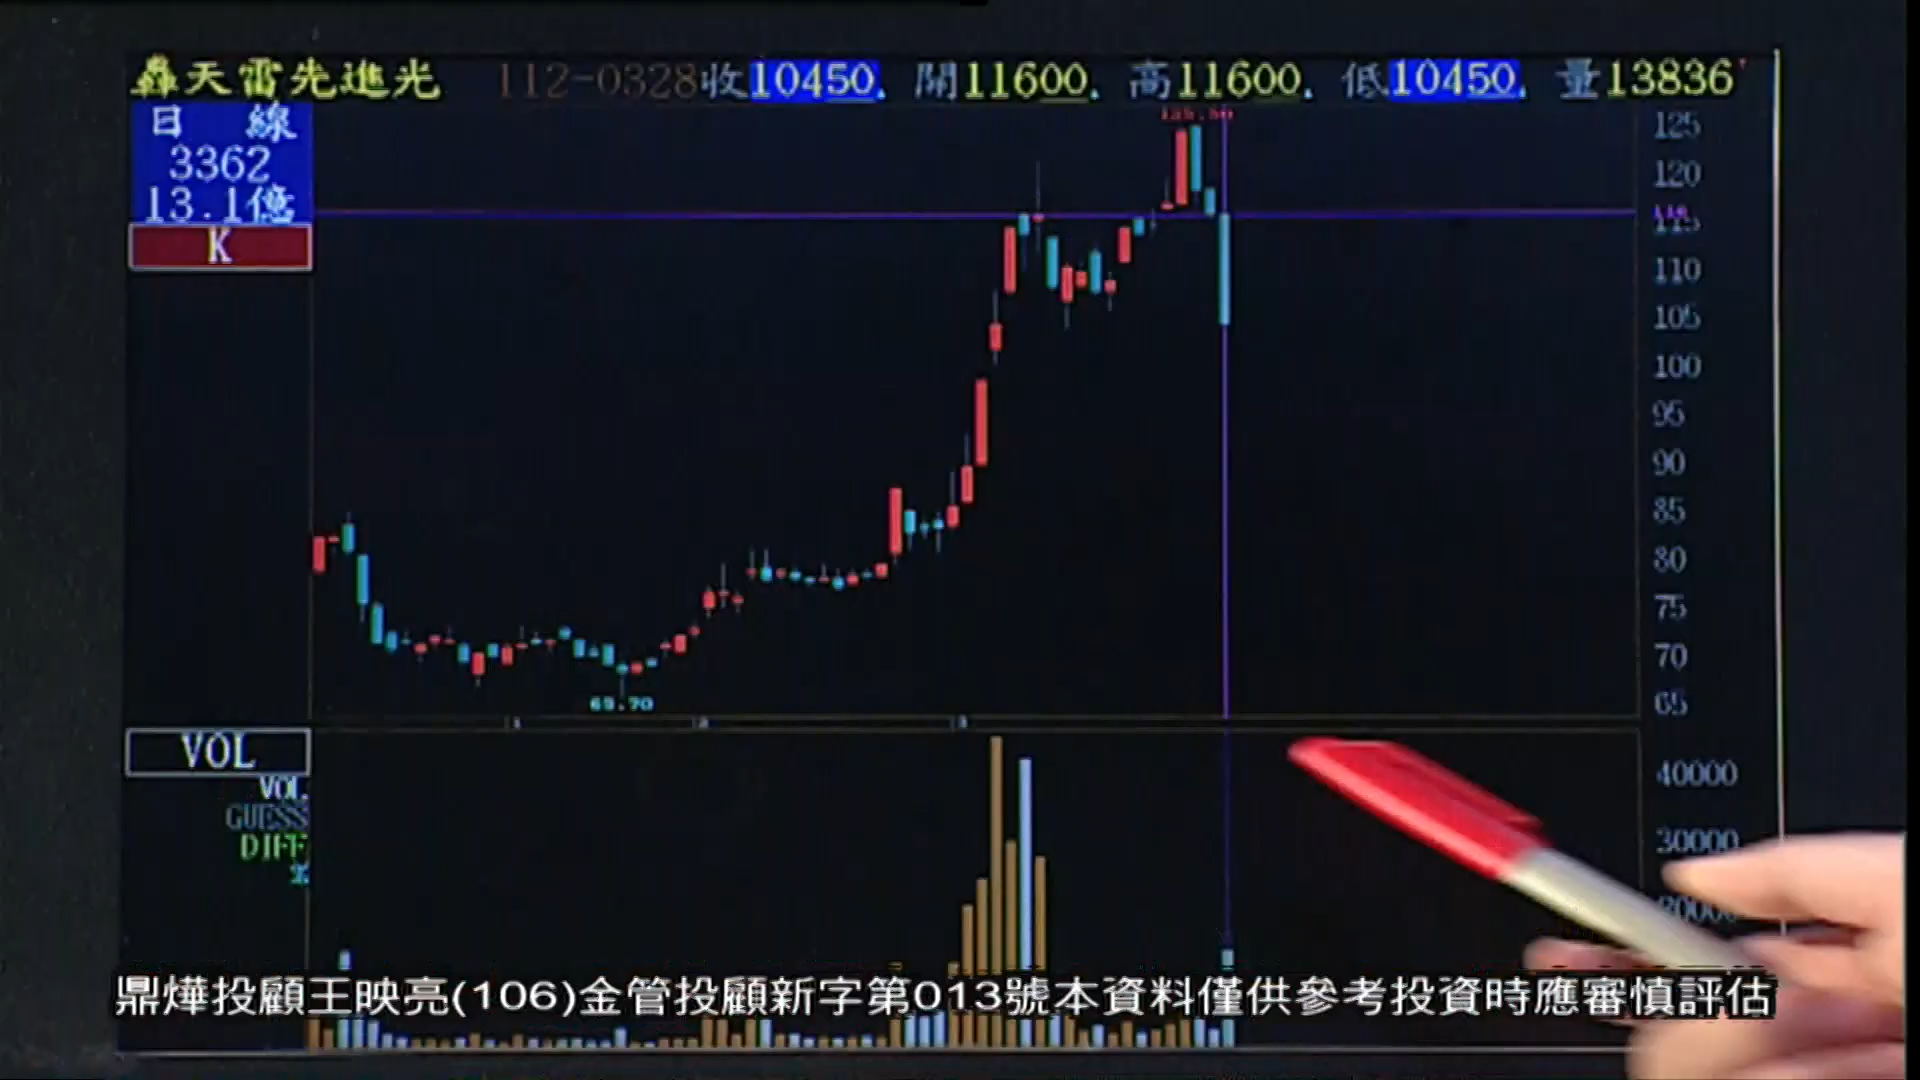 轟天雷先進光 112-0328收10450. 開11600. 高11600. 低10450. 量13836
日 線
3362
13.1億
K
125
120
115
110
105
100
95
90
85
80
75
70
65
VOL
VOL
GUESS
DIFF
40000
30000
20000
鼎燁投顧王映亮(106)金管投顧新字第013號本資料僅供參考投資時應審慎評估